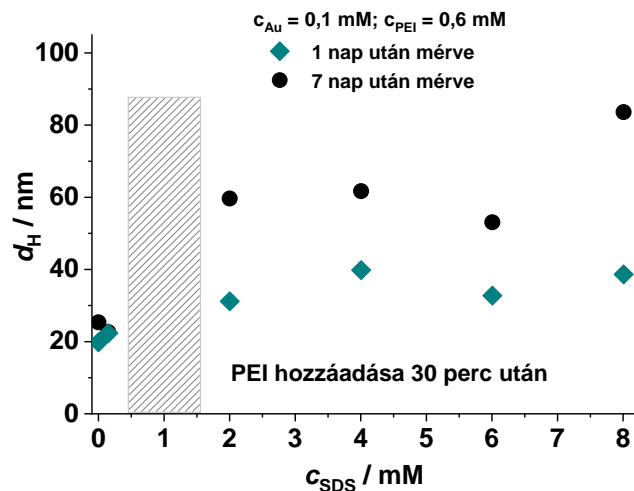 c_Au = 0,1 mM; c_PEI = 0,6 mM
1 nap után mérve
7 nap után mérve
100
80
60
40
20
0
d_H / nm
PEI hozzáadása 30 perc után
0 1 2 3 4 5 6 7 8
c_SDS / mM